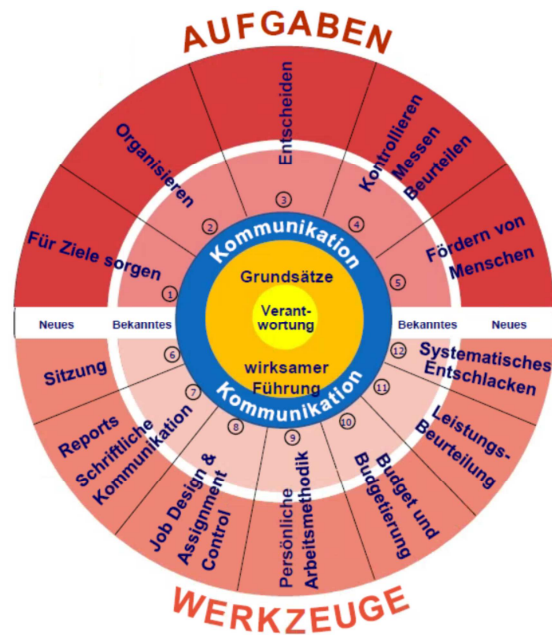 AUFGABEN
Für Ziele sorgen
1
Organisieren
2
Entscheiden
3
Kontrollieren
Messen
Beurteilen
4
Fördern von
Menschen
5
Kommunikation
Grundsätze
Verant-
wortung
wirksamer
Führung
Kommunikation
Neues
Bekanntes
Bekanntes
Neues
6
Sitzung
7
Reports
Schriftliche
Kommunikation
8
Job Design &
Assignment
Control
9
Persönliche
Arbeitsmethodik
10
Budget und
Budgetierung
11
Leistungs-
Beurteilung
12
Systematisches
Entschlacken
WERKZEUGE